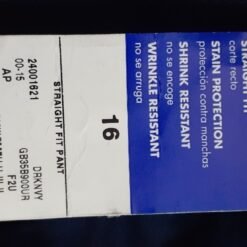 STRAIGHT FIT
corte recto
STAIN PROTECTION
protección contra manchas
SHRINK RESISTANT
no se encoge
WRINKLE RESISTANT
no se arruga
16
STRAIGHT FIT PANT
24001621
DRKNVY
GB35B900UR
00-15
F2U
AP